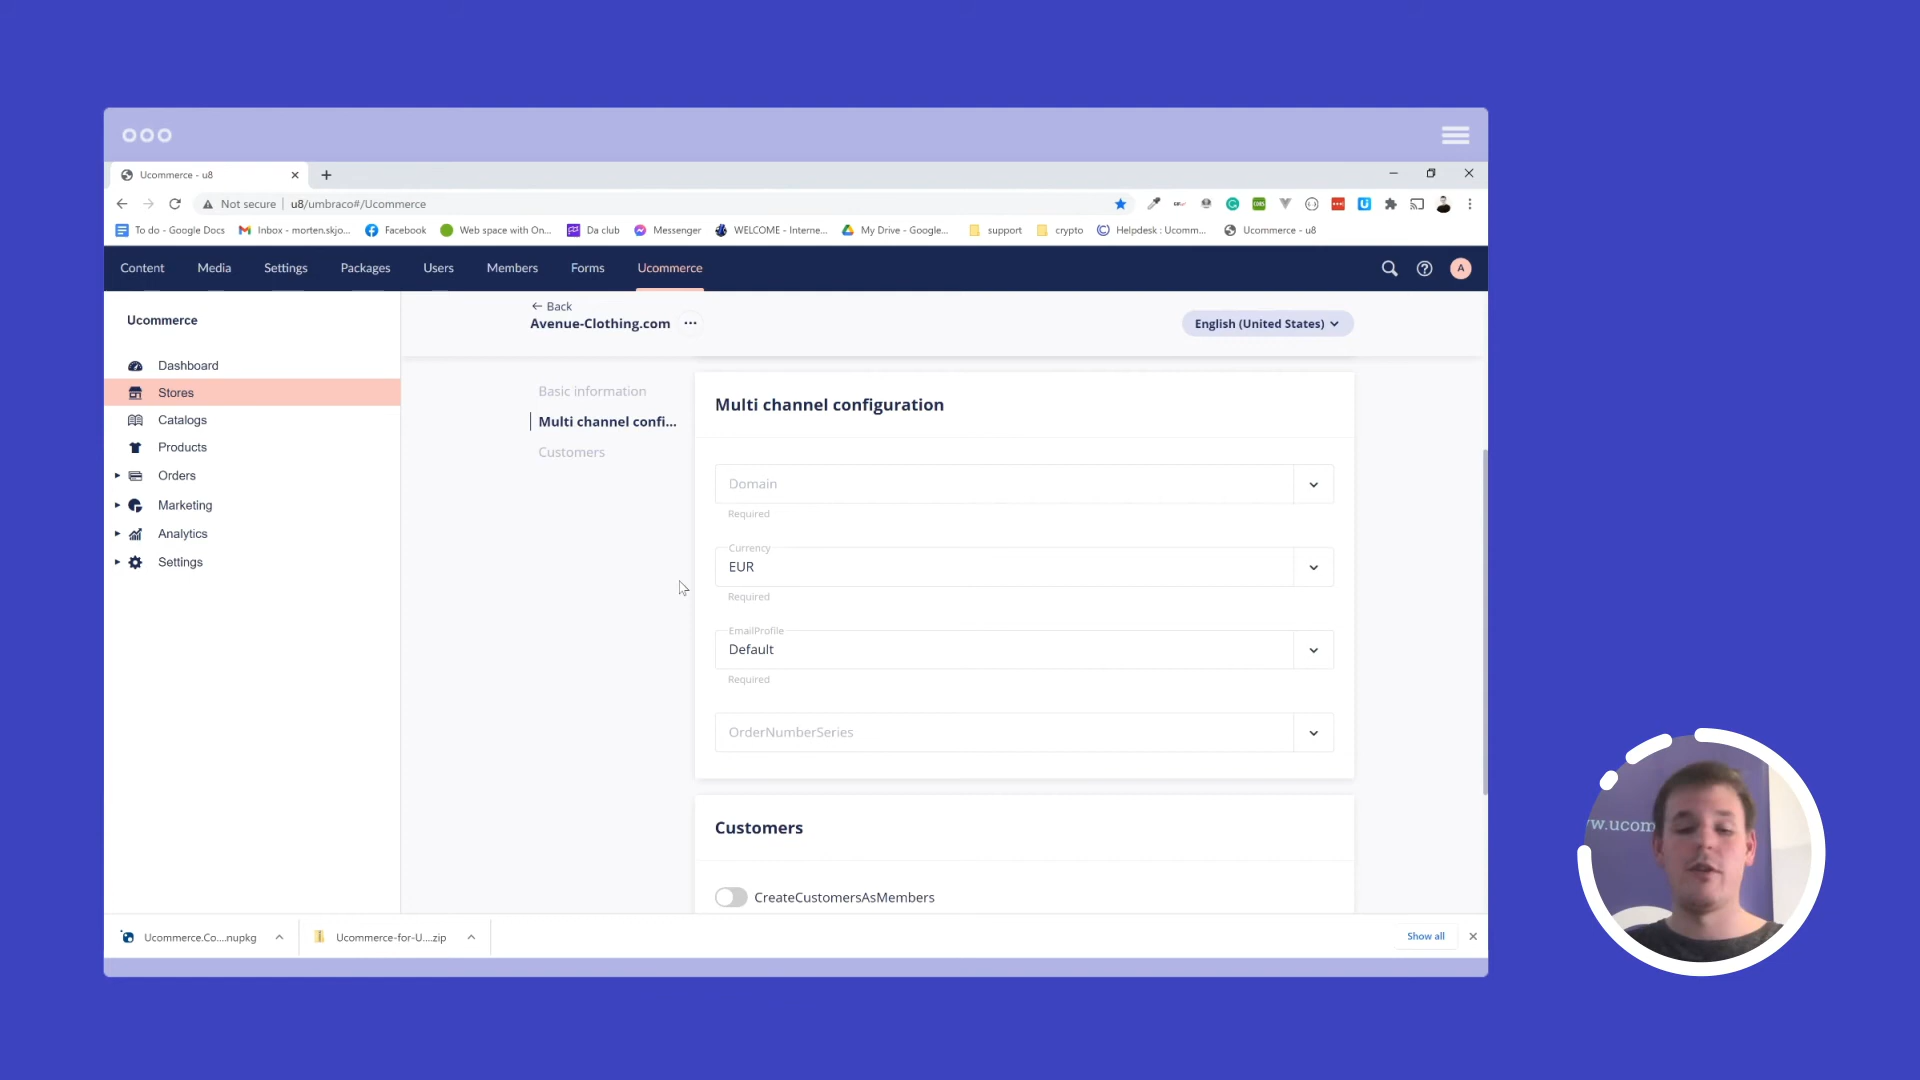 Ucommerce - u8
Not secure
u8/umbraco#/Ucommerce
To do - Google Docs
Inbox - morten.skjo...
Facebook
Web space with On...
Da club
Messenger
WELCOME - Interne...
My Drive - Google...
support
crypto
Helpdesk : Ucomm...
Ucommerce - u8
Content
Media
Settings
Packages
Users
Members
Forms
Ucommerce
A
Ucommerce
Dashboard
Stores
Catalogs
Products
Orders
Marketing
Analytics
Settings
Back
Avenue-Clothing.com
English (United States)
Basic information
Multi channel confi...
Customers
Multi channel configuration
Domain
Required
Currency
EUR
Required
EmailProfile
Default
Required
OrderNumberSeries
Customers
CreateCustomersAsMembers
Ucommerce.Co....nupkg
Ucommerce-for-U....zip
Show all
w.ucom